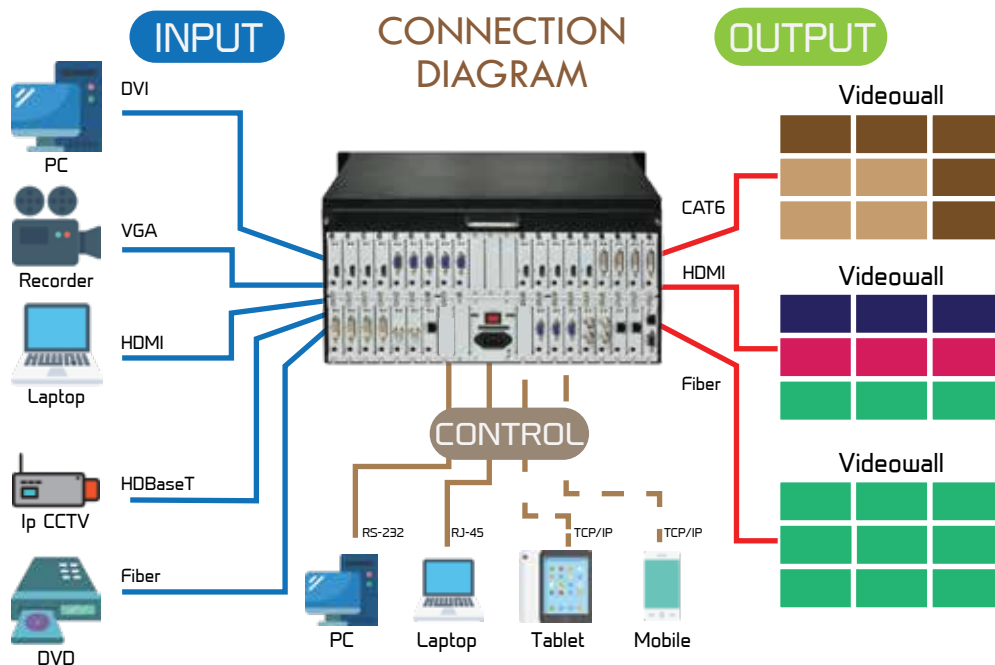 INPUT
CONNECTION
DIAGRAM
OUTPUT
DVI
PC
VGA
Recorder
HDMI
Laptop
HDBaseT
Ip CCTV
Fiber
DVD
CONTROL
RS-232
RJ-45
TCP/IP
TCP/IP
PC
Laptop
Tablet
Mobile
CAT6
HDMI
Fiber
Videowall
Videowall
Videowall